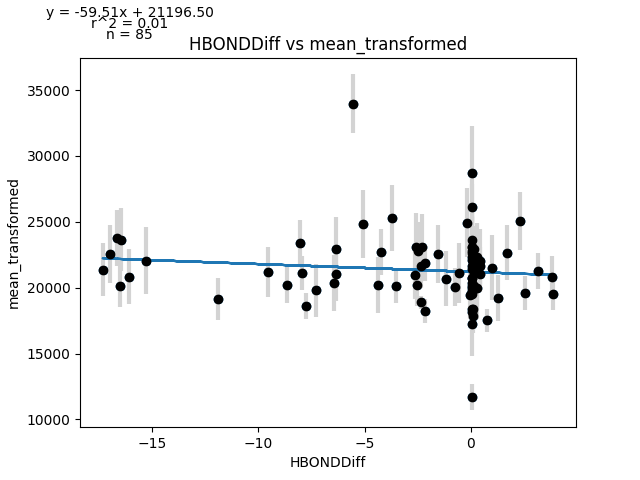 y = -59.51x + 21196.50
r^2 = 0.01
n = 85
HBONDDiff vs mean_transformed
35000
30000
25000
20000
15000
10000
mean_transformed
−15
−10
−5
0
HBONDDiff